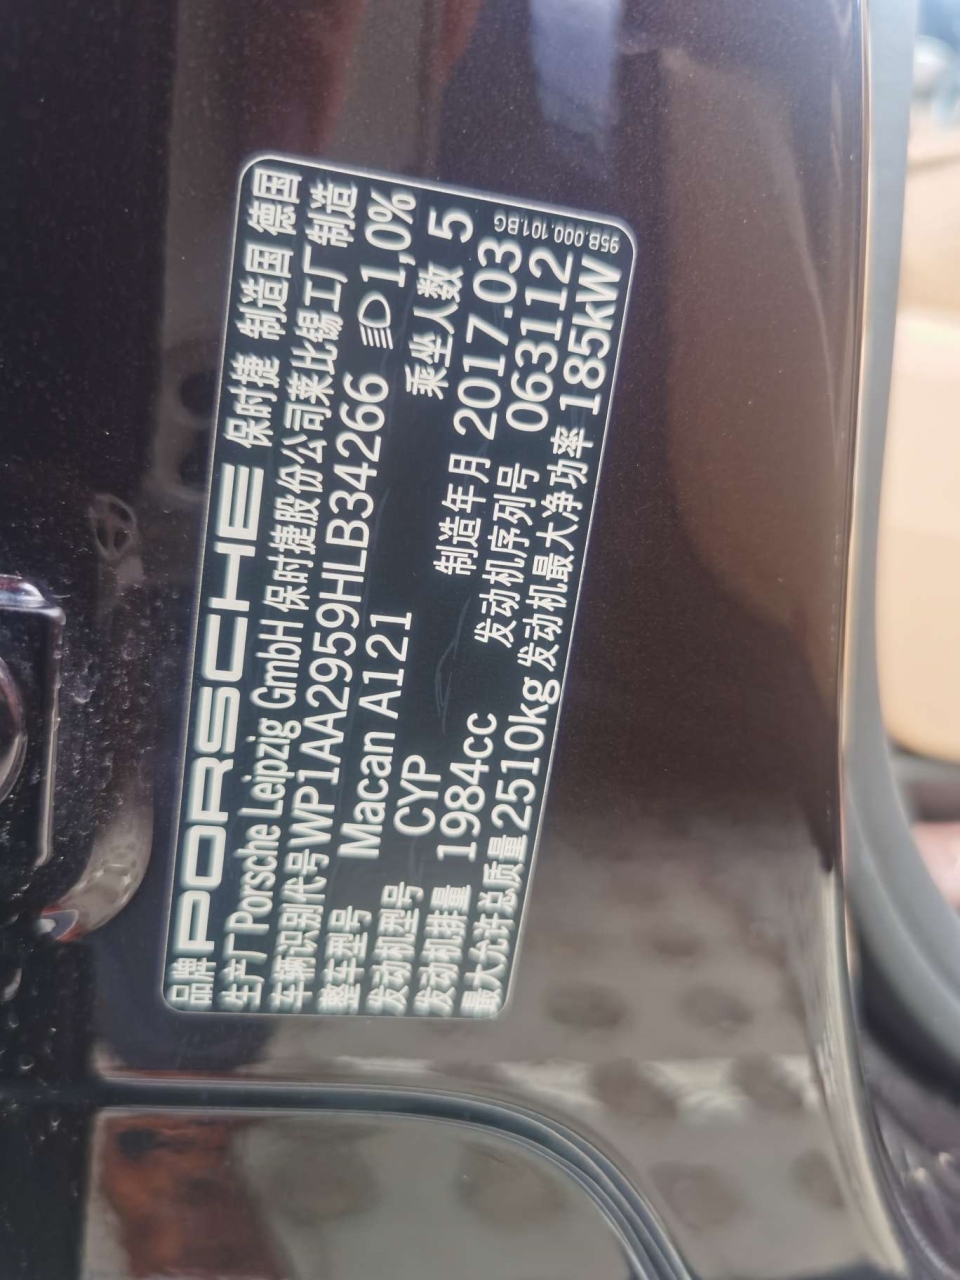 品牌 PORSCHE 保时捷 制造国 德国
生产厂 Porsche Leipzig GmbH 保时捷股份公司莱比锡工厂 制造
车辆识别代号 WP1AA2959HLB34266 1,0%
整车型号 Macan A121 乘坐人数 5
发动机型号 CYP 制造年月 2017.03
发动机排量 1984cc 发动机序列号 063112
最大允许总质量 2510kg 发动机最大净功率 185kW
95B.000.101.BG